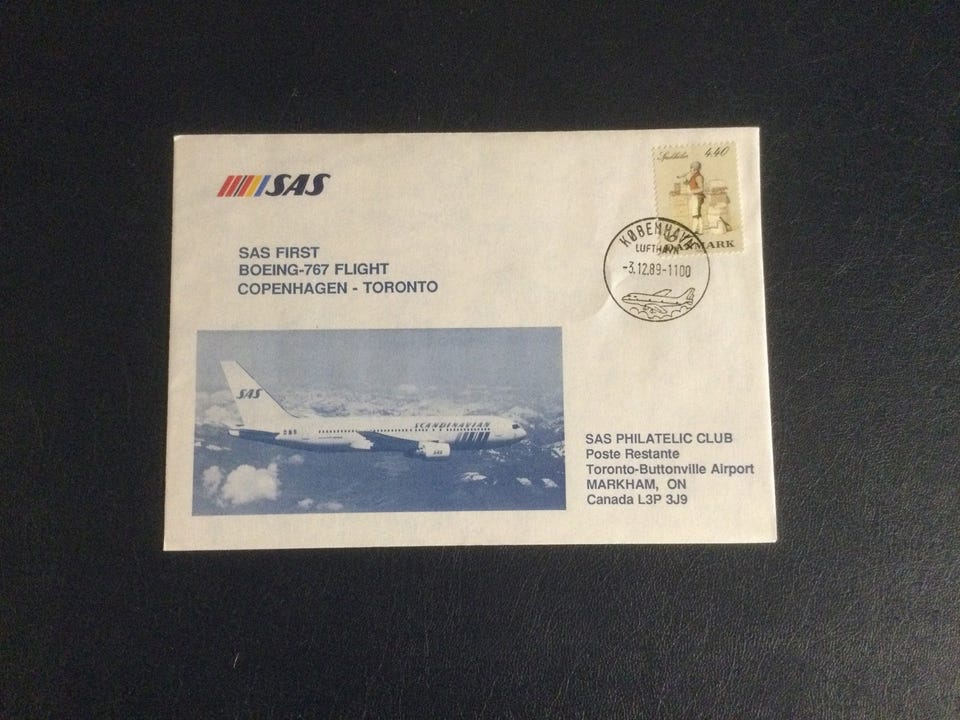 SAS
SAS FIRST
BOEING-767 FLIGHT
COPENHAGEN - TORONTO
4.40
DANMARK
KØBENHAVN
LUFTHAVN
-3.12.89-1100
SAS
SCANDINAVIAN
SAS
SAS PHILATELIC CLUB
Poste Restante
Toronto-Buttonville Airport
MARKHAM, ON
Canada L3P 3J9